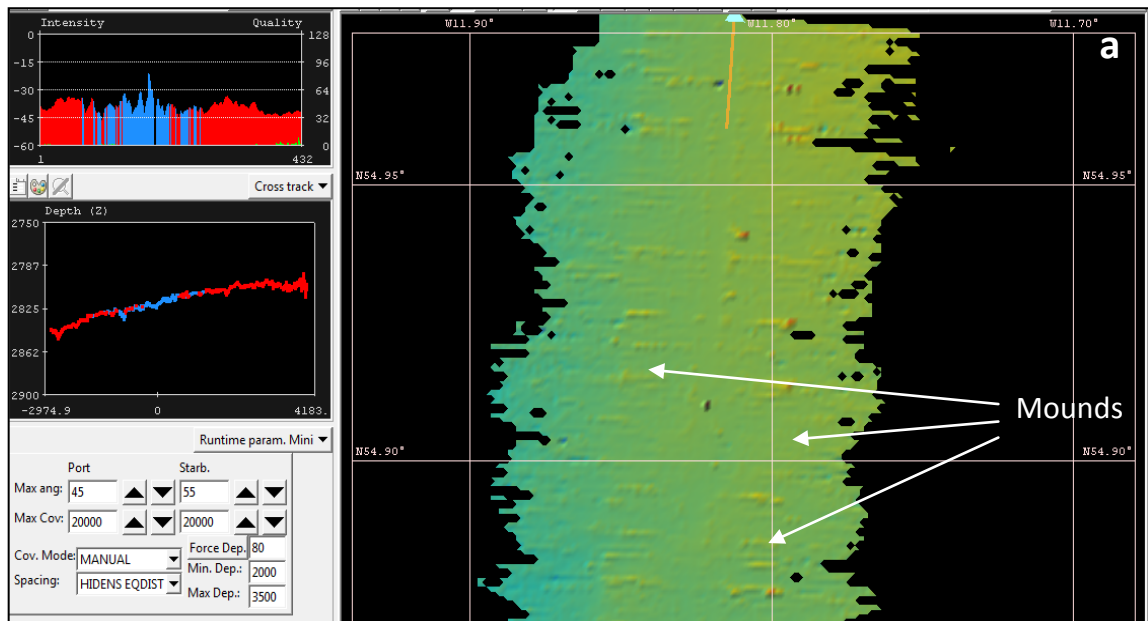 Intensity Quality
0 128
-15 96
-30 64
-45 32
-60 0
1 432
Cross track
Depth (Z)
2750
2787
2825
2862
2900
-2974.9 0 4183.
Runtime param. Mini
Port Starb.
Max ang: 45 55
Max Cov: 20000 20000
Cov. Mode: MANUAL
Force Dep. 80
Spacing: HIDENS EQDIST
Min. Dep.: 2000
Max Dep.: 3500
W11.90° W11.80° W11.70°
a
N54.95° N54.95°
Mounds
N54.90° N54.90°